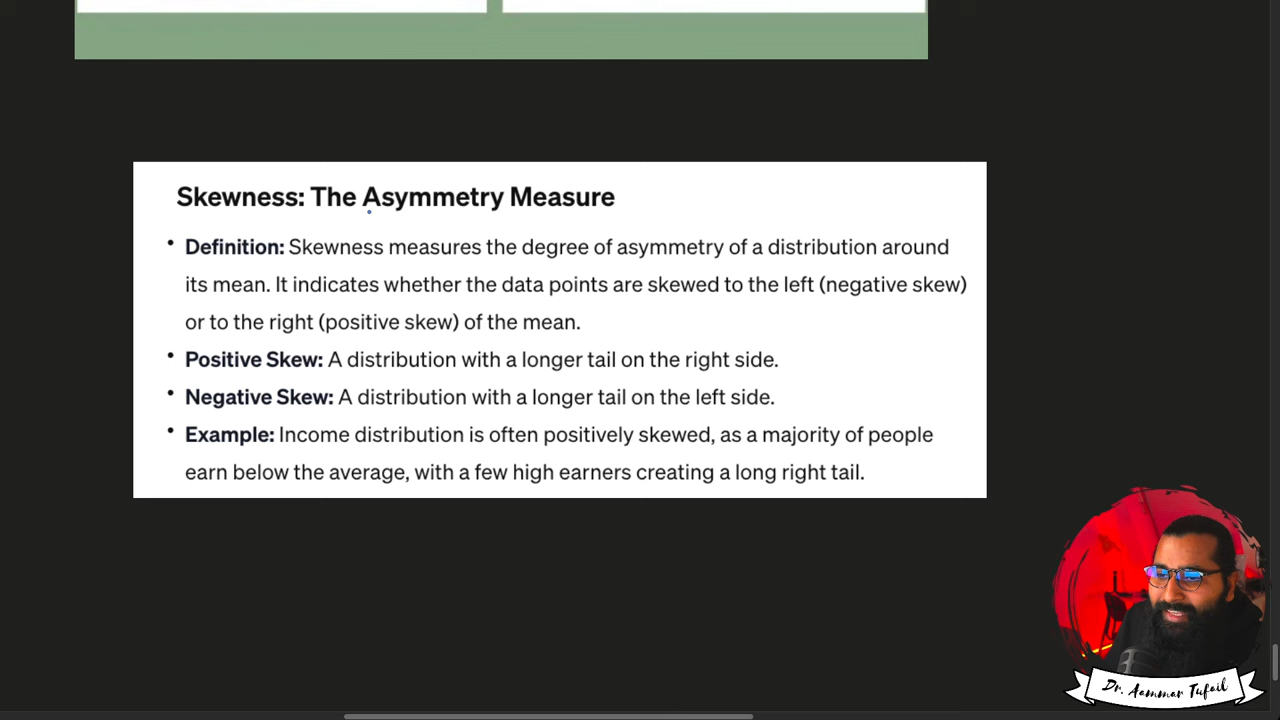 Skewness: The Asymmetry Measure
• Definition: Skewness measures the degree of asymmetry of a distribution around
its mean. It indicates whether the data points are skewed to the left (negative skew)
or to the right (positive skew) of the mean.
• Positive Skew: A distribution with a longer tail on the right side.
• Negative Skew: A distribution with a longer tail on the left side.
• Example: Income distribution is often positively skewed, as a majority of people
earn below the average, with a few high earners creating a long right tail.
Dr. Aammar Tufail